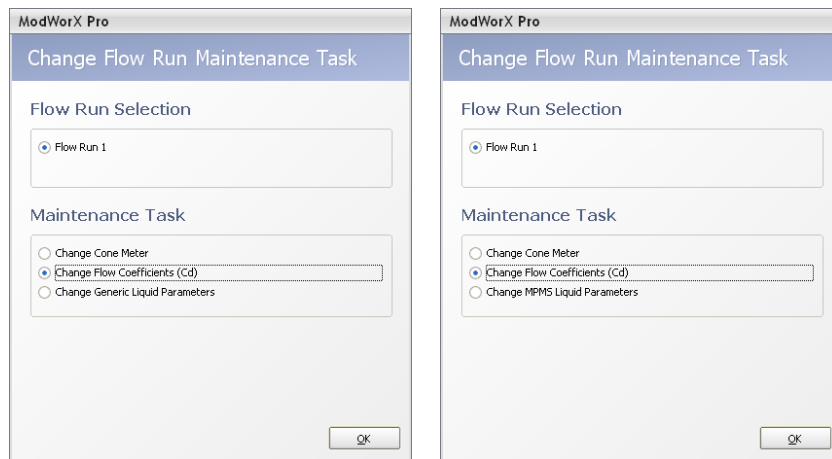 ModWorX Pro
Change Flow Run Maintenance Task
Flow Run Selection
Flow Run 1
Maintenance Task
Change Cone Meter
Change Flow Coefficients (Cd)
Change Generic Liquid Parameters
OK
ModWorX Pro
Change Flow Run Maintenance Task
Flow Run Selection
Flow Run 1
Maintenance Task
Change Cone Meter
Change Flow Coefficients (Cd)
Change MPMS Liquid Parameters
OK